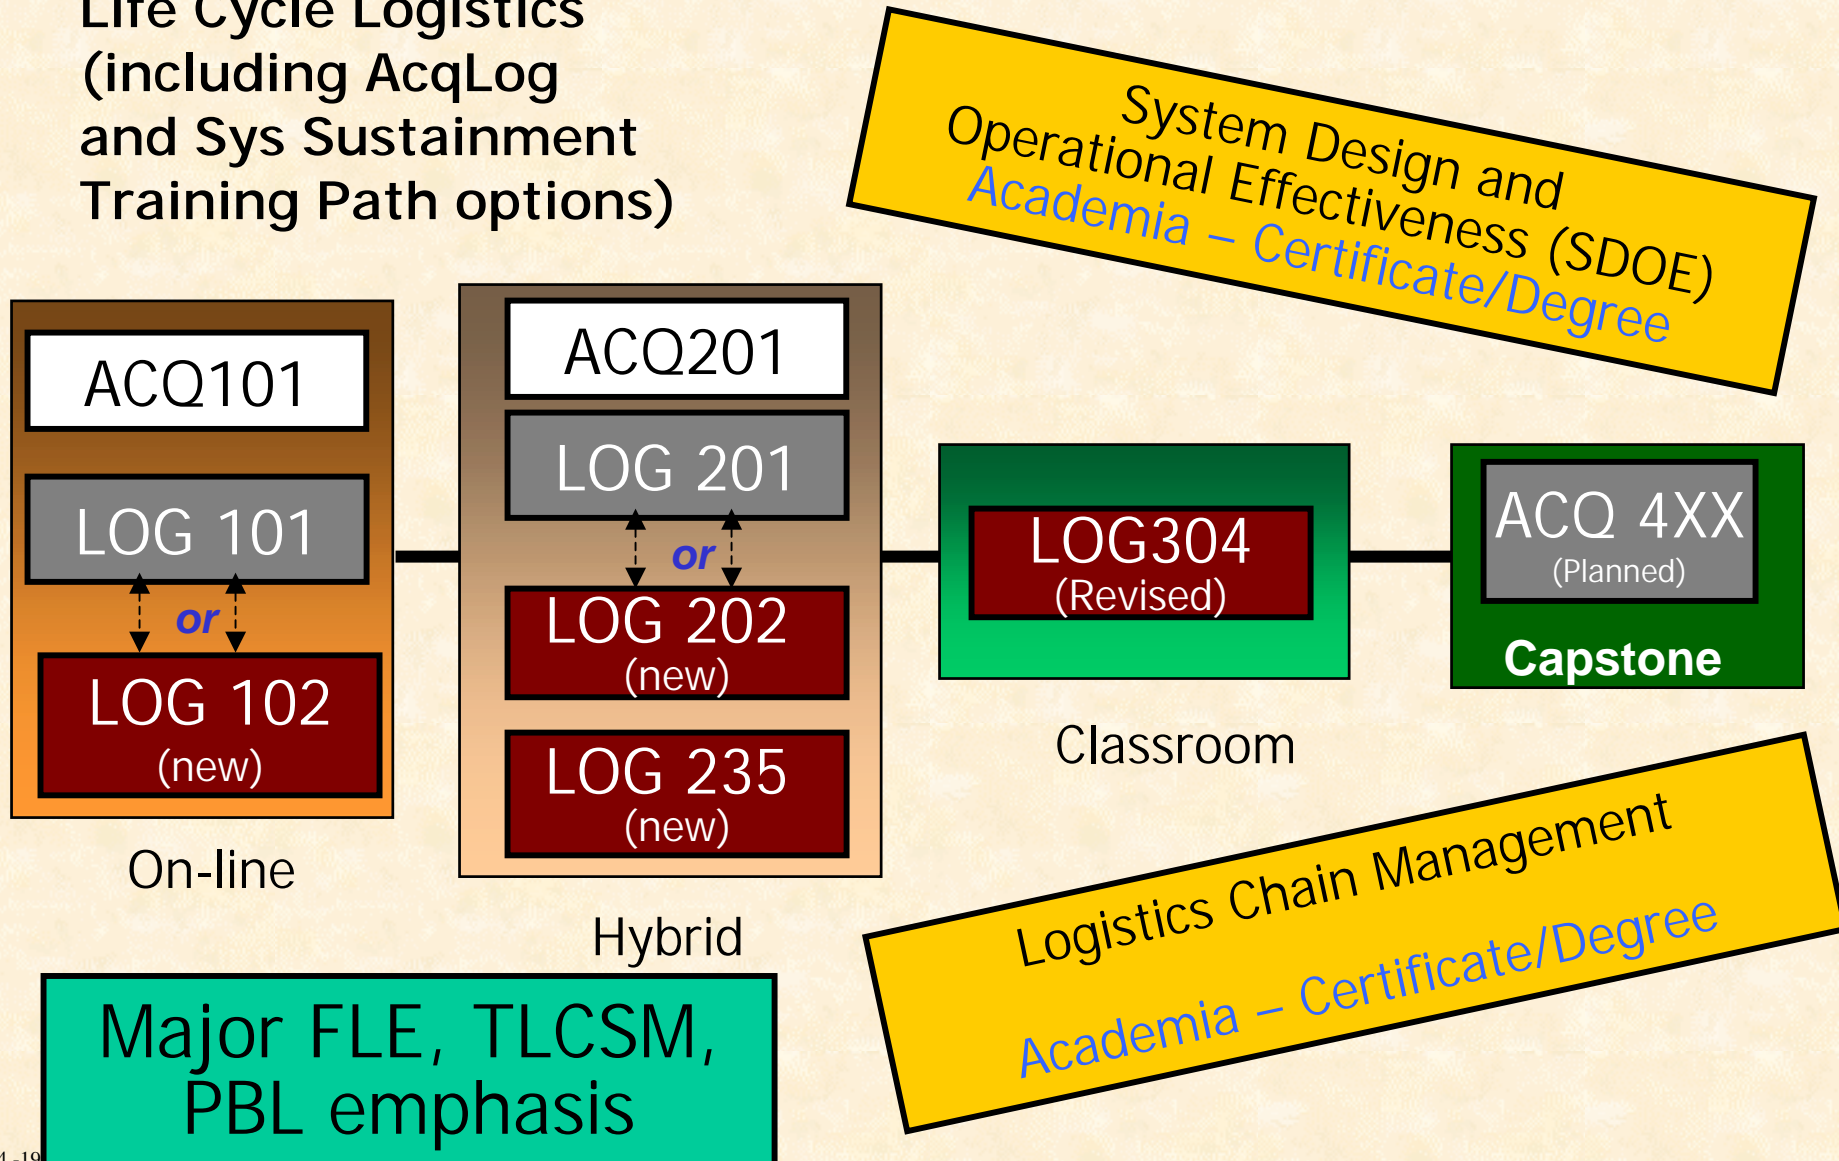 Life Cycle Logistics
(including AcqLog
and Sys Sustainment
Training Path options)
System Design and
Operational Effectiveness (SDOE)
Academia – Certificate/Degree
ACQ101
LOG 101
or
LOG 102
(new)
On-line
ACQ201
LOG 201
or
LOG 202
(new)
LOG 235
(new)
Hybrid
LOG304
(Revised)
Classroom
ACQ 4XX
(Planned)
Capstone
Logistics Chain Management
Academia – Certificate/Degree
Major FLE, TLCSM,
PBL emphasis